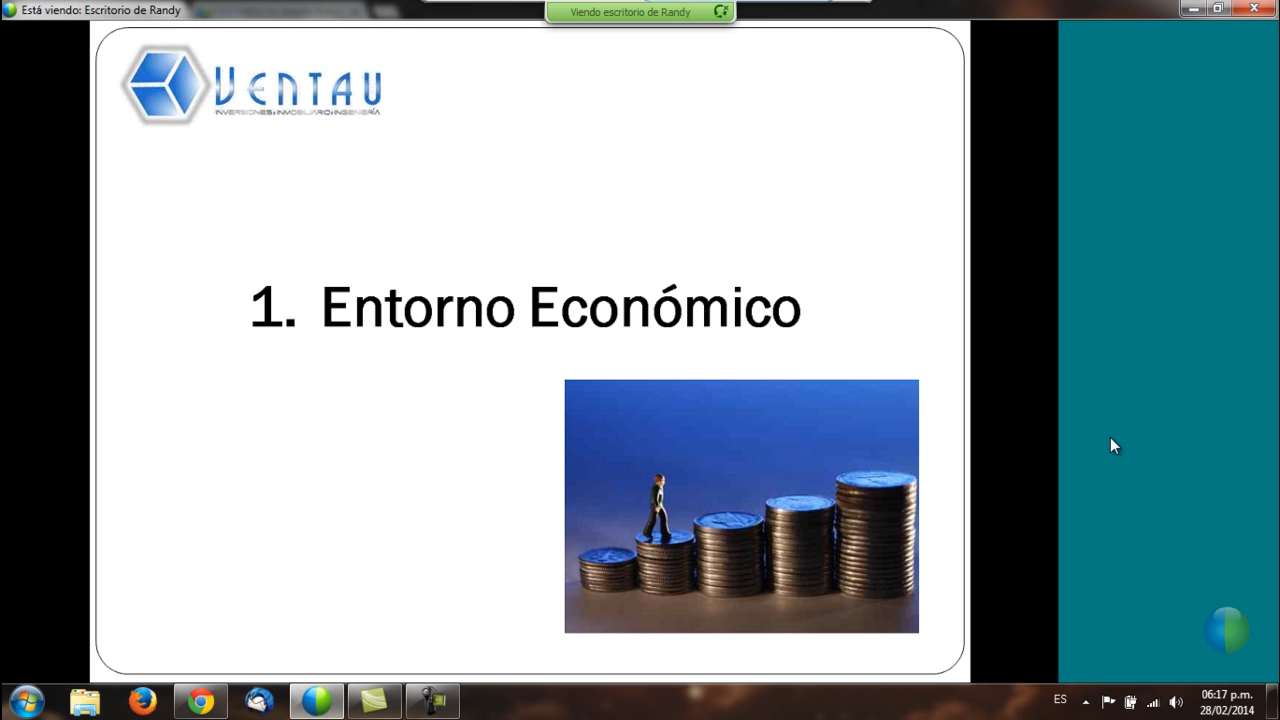 Está viendo: Escritorio de Randy
Viendo escritorio de Randy
VENTAU
INVERSIONES·INMOBILIARIO·INGENIERÍA
1. Entorno Económico
ES
06:17 p.m.
28/02/2014